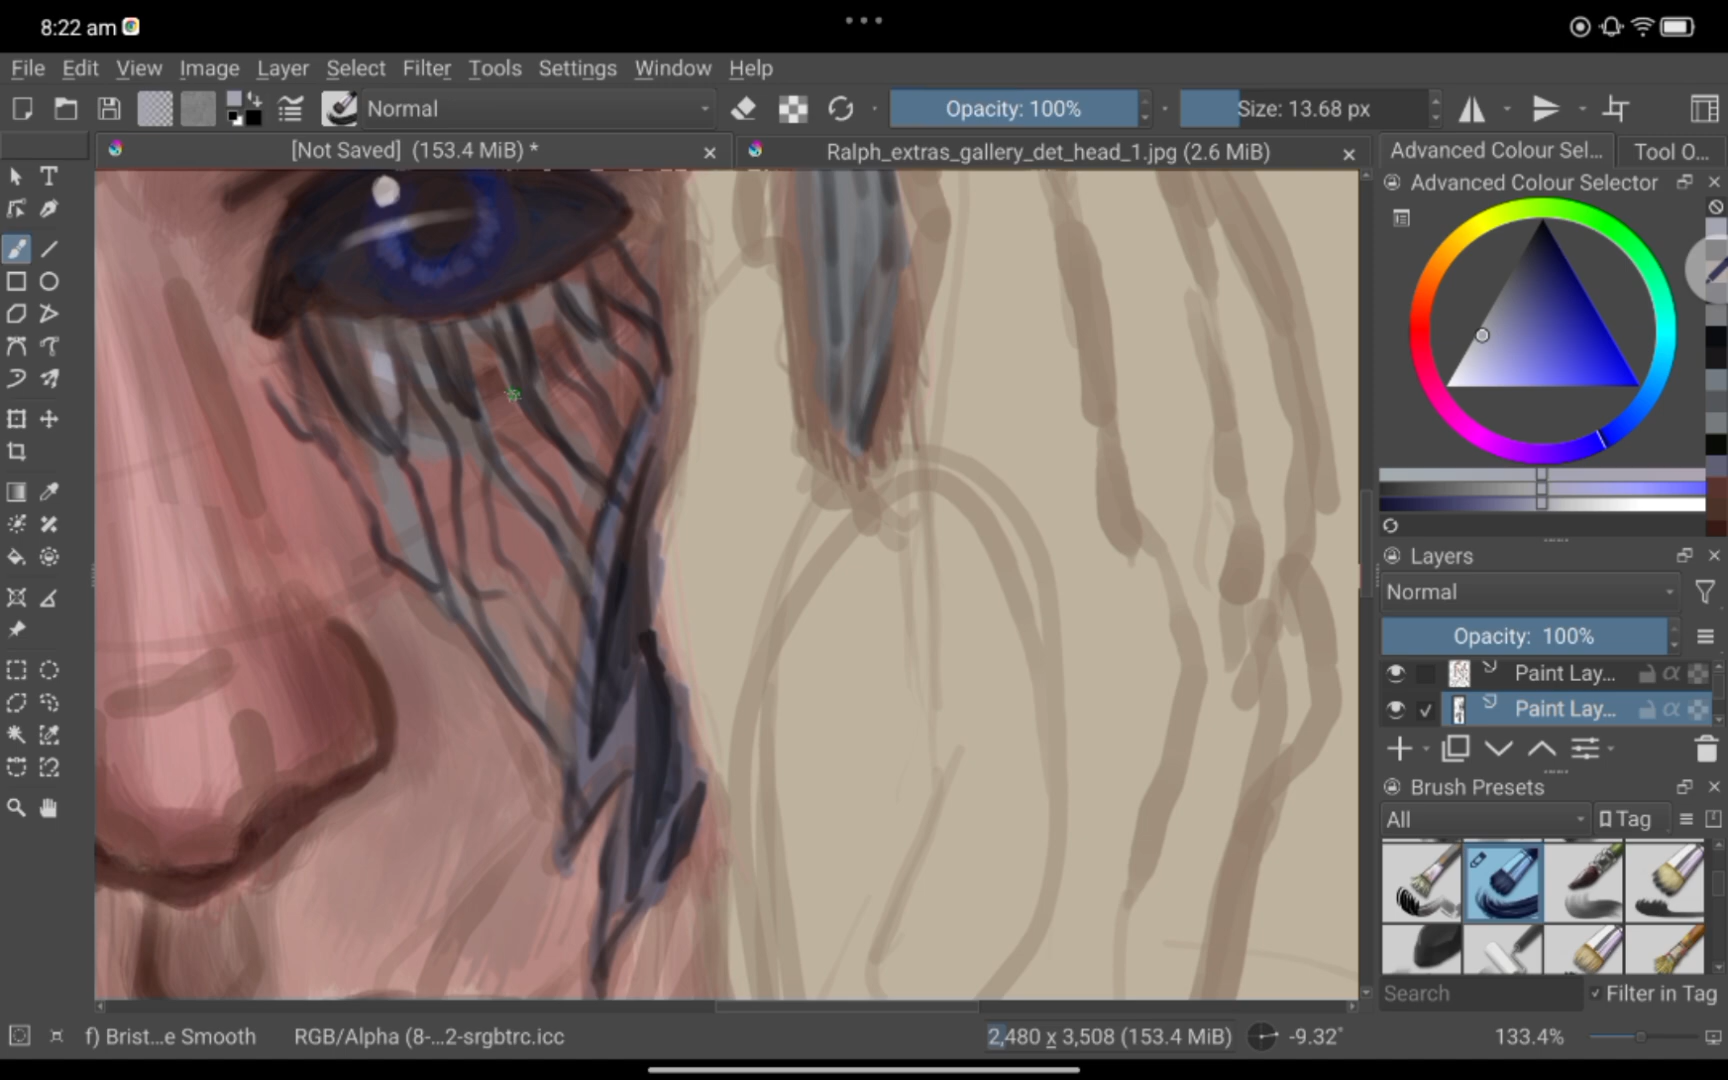 8:22 am
File Edit View Image Layer Select Filter Tools Settings Window Help
Normal
Opacity: 100%
Size: 13.68 px
[Not Saved] (153.4 MiB) *
Ralph_extras_gallery_det_head_1.jpg (2.6 MiB)
Advanced Colour Sel...
Tool O...
Advanced Colour Selector
Layers
Normal
Opacity: 100%
Paint Lay...
Paint Lay...
Brush Presets
All
Tag
Search
Filter in Tag
f) Brist...e Smooth
RGB/Alpha (8-...2-srgbtrc.icc
2,480 x 3,508 (153.4 MiB)
-9.32°
133.4%